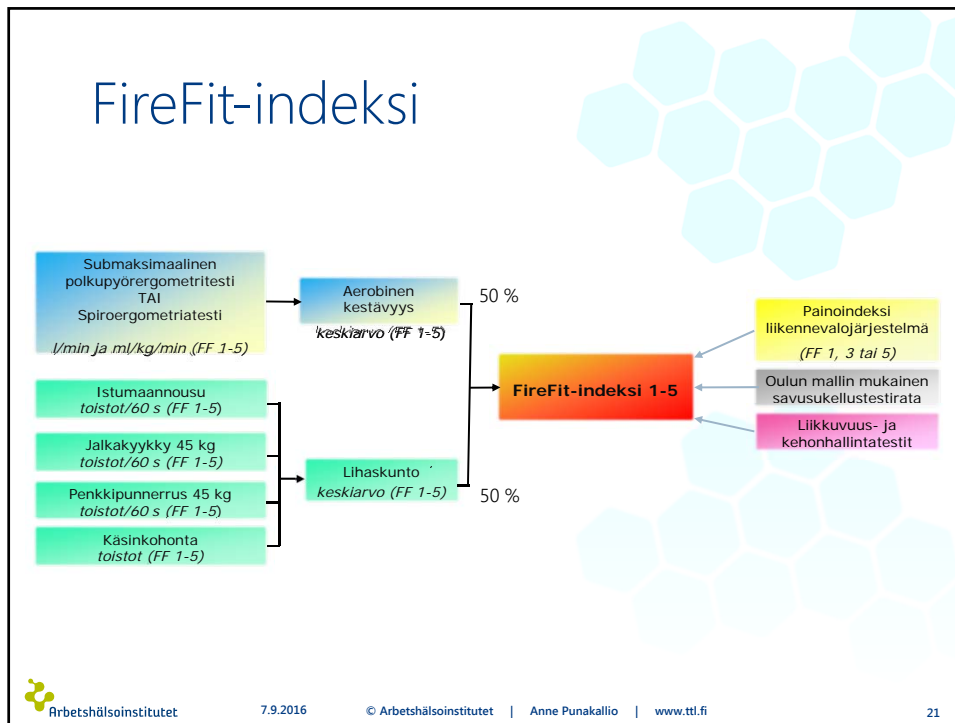 FireFit-indeksi
Submaksimaalinen
polkupyörergometritesti
TAI
Spiroergometriatesti
l/min ja ml/kg/min (FF 1-5)
Aerobinen
kestävyys
keskiarvo (FF 1-5)
50 %
Istumaannousu
toistot/60 s (FF 1-5)
Jalkakyykky 45 kg
toistot/60 s (FF 1-5)
Penkkipunnerrus 45 kg
toistot/60 s (FF 1-5)
Käsinkohonta
toistot (FF 1-5)
Lihaskunto
keskiarvo (FF 1-5)
50 %
FireFit-indeksi 1-5
Painoindeksi
liikennevalojärjestelmä
(FF 1, 3 tai 5)
Oulun mallin mukainen
savusukellustestirata
Liikkuvuus- ja
kehonhallintatestit
Arbetshälsoinstitutet
7.9.2016
© Arbetshälsoinstitutet | Anne Punakallio | www.ttl.fi
21